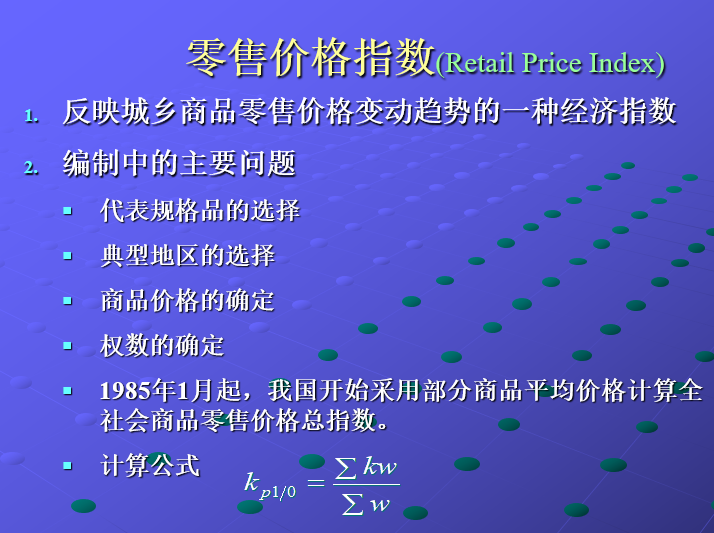 零售价格指数(Retail Price Index)
1. 反映城乡商品零售价格变动趋势的一种经济指数
2. 编制中的主要问题
▪ 代表规格品的选择
▪ 典型地区的选择
▪ 商品价格的确定
▪ 权数的确定
▪ 1985年1月起，我国开始采用部分商品平均价格计算全
社会商品零售价格总指数。
▪ 计算公式 k_{p1/0} = ∑kw / ∑w